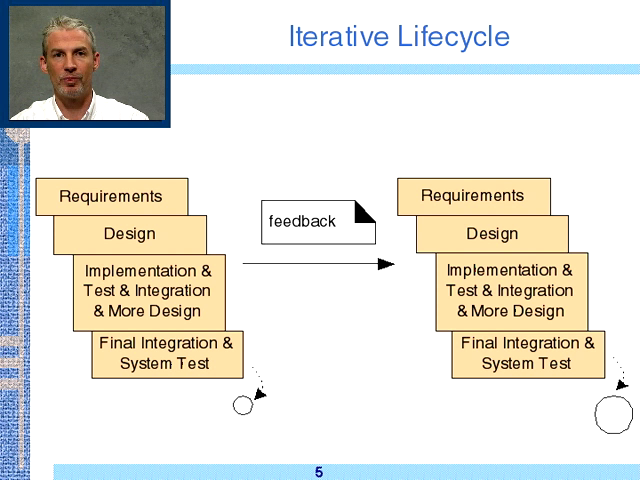 Iterative Lifecycle
Requirements
Design
Implementation &
Test & Integration
& More Design
Final Integration &
System Test
feedback
Requirements
Design
Implementation &
Test & Integration
& More Design
Final Integration &
System Test
5